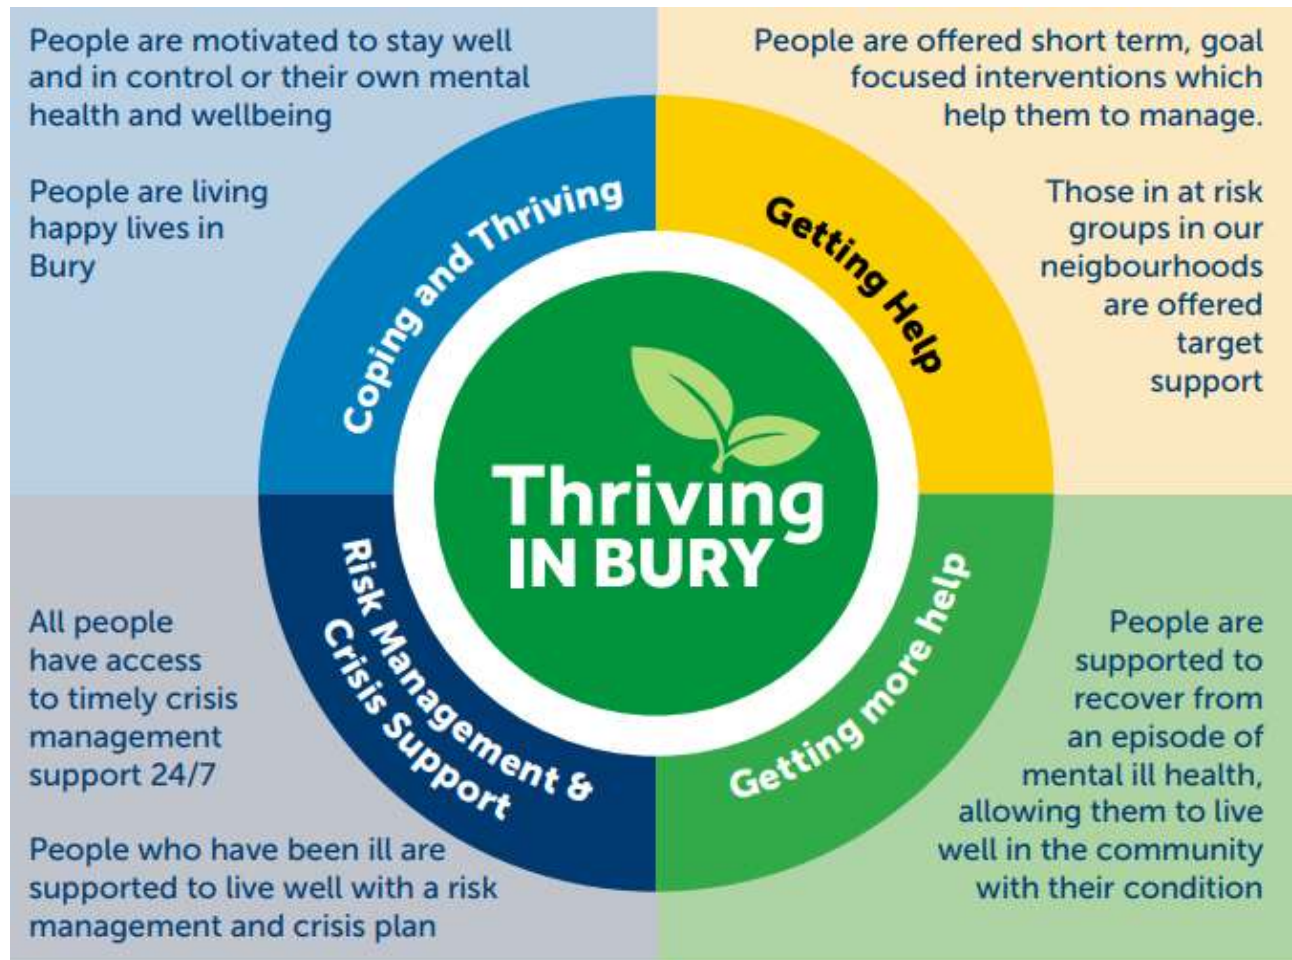 People are motivated to stay well
and in control or their own mental
health and wellbeing
People are living
happy lives in
Bury
People are offered short term, goal
focused interventions which
help them to manage.
Those in at risk
groups in our
neigbourhoods
are offered
target
support
Coping and Thriving
Getting Help
Thriving
IN BURY
Risk Management &
Crisis Support
Getting more help
All people
have access
to timely crisis
management
support 24/7
People who have been ill are
supported to live well with a risk
management and crisis plan
People are
supported to
recover from
an episode of
mental ill health,
allowing them to live
well in the community
with their condition